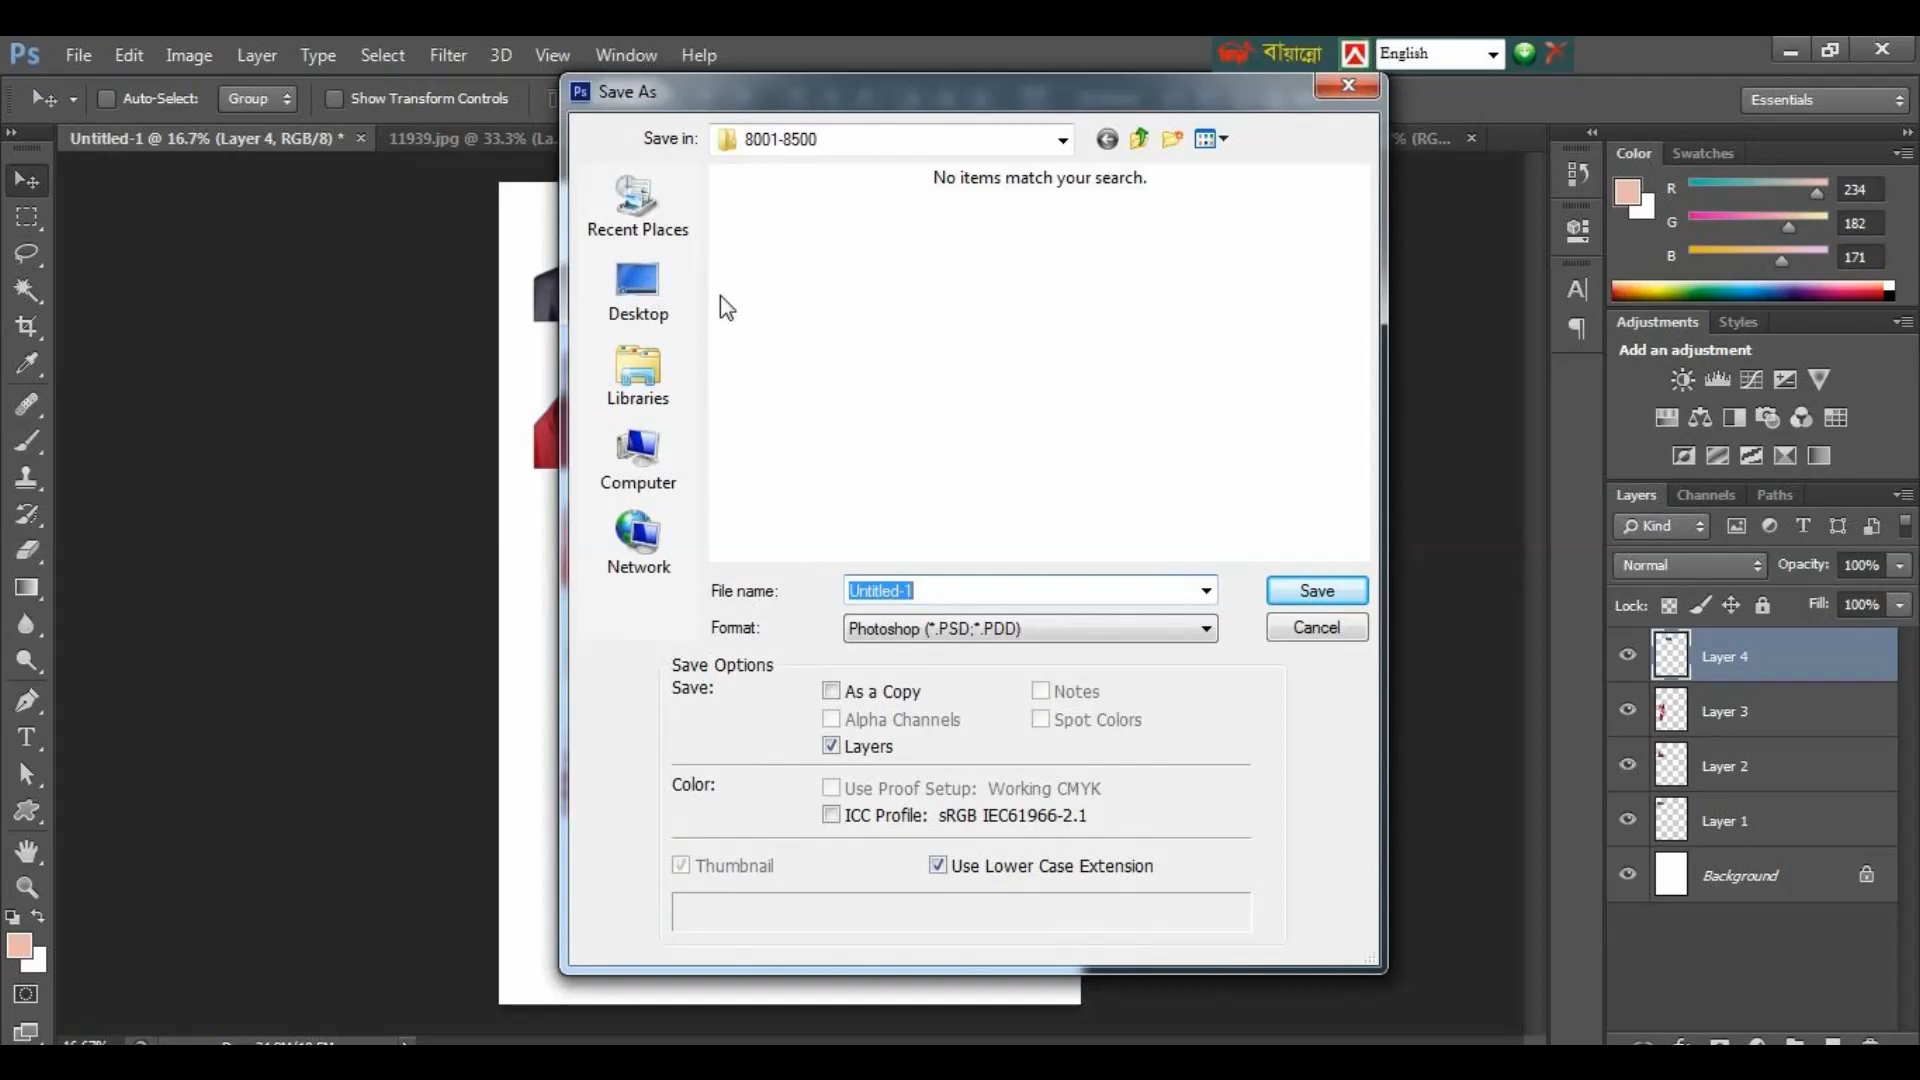 Ps File Edit Image Layer Type Select Filter 3D View Window Help বায়ান্নো English
Auto-Select: Group Show Transform Controls Essentials
Ps Save As
Untitled-1 @ 16.7% (Layer 4, RGB/8) * × 11939.jpg @ 33.3% (La... % (RG... ×
Save in: 8001-8500
No items match your search.
Recent Places
Desktop
Libraries
Computer
Network
File name: Untitled-1 Save
Format: Photoshop (*.PSD;*.PDD) Cancel
Save Options
Save:
As a Copy Notes
Alpha Channels Spot Colors
Layers
Color:
Use Proof Setup: Working CMYK
ICC Profile: sRGB IEC61966-2.1
Thumbnail Use Lower Case Extension
Color Swatches
R 234
G 182
B 171
Adjustments Styles
Add an adjustment
Layers Channels Paths
Kind
Normal Opacity: 100%
Lock: Fill: 100%
Layer 4
Layer 3
Layer 2
Layer 1
Background